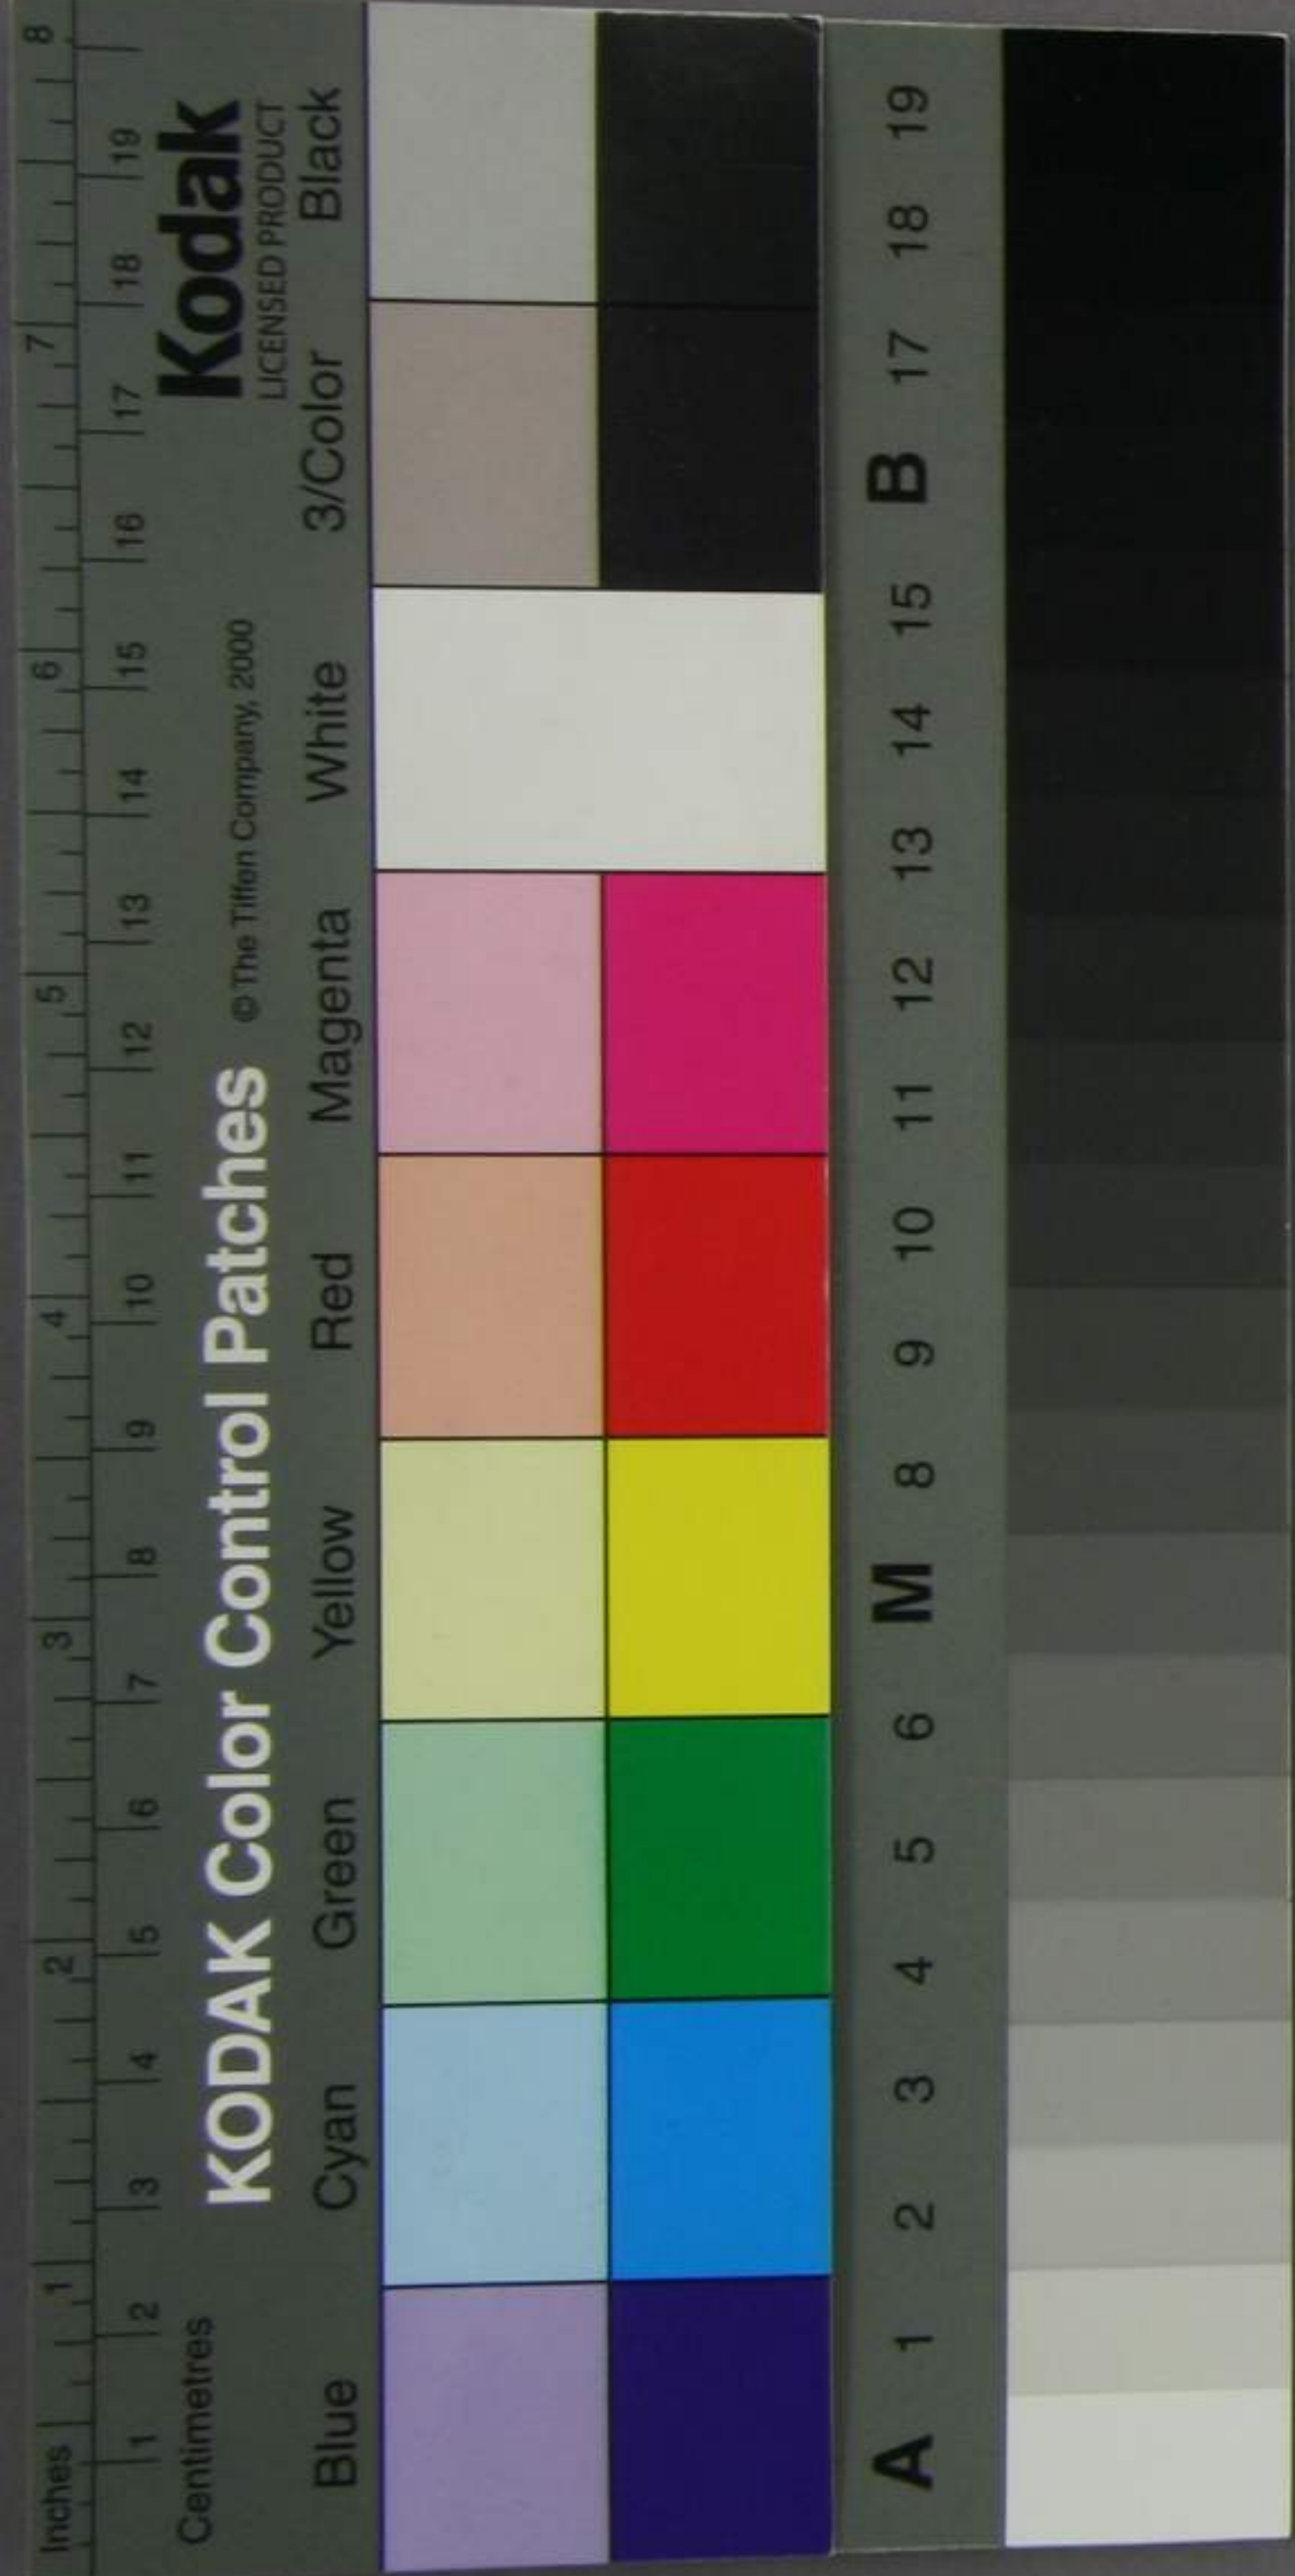 Inches 1 2 3 4 5 6 7 8
Centimetres 1 2 3 4 5 6 7 8 9 10 11 12 13 14 15 16 17 18 19
KODAK Color Control Patches © The Tiffen Company, 2000 Kodak
LICENSED PRODUCT
Blue Cyan Green Yellow Red Magenta White 3/Color Black
A 1 2 3 4 5 6 M 8 9 10 11 12 13 14 15 B 17 18 19